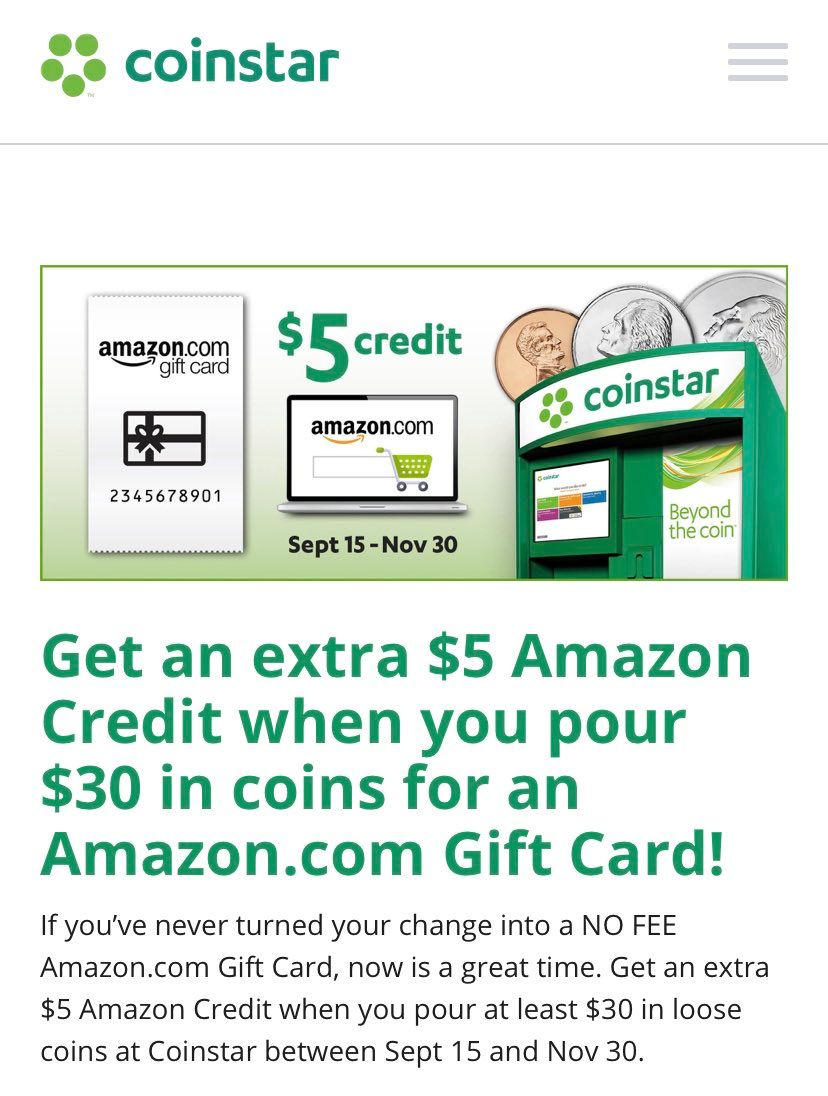 coinstar
TM
amazon.com
gift card
2345678901
$5 credit
amazon.com
Sept 15 - Nov 30
coinstar
coinstar
Beyond
the coin
Get an extra $5 Amazon
Credit when you pour
$30 in coins for an
Amazon.com Gift Card!
If you’ve never turned your change into a NO FEE
Amazon.com Gift Card, now is a great time. Get an extra
$5 Amazon Credit when you pour at least $30 in loose
coins at Coinstar between Sept 15 and Nov 30.